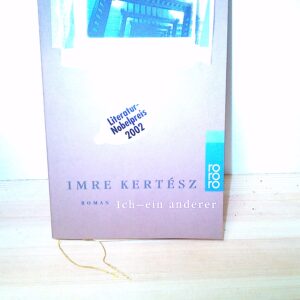 Literatur-
Nobelpreis
2002
rororo
IMRE KERTÉSZ
ROMAN Ich–ein anderer